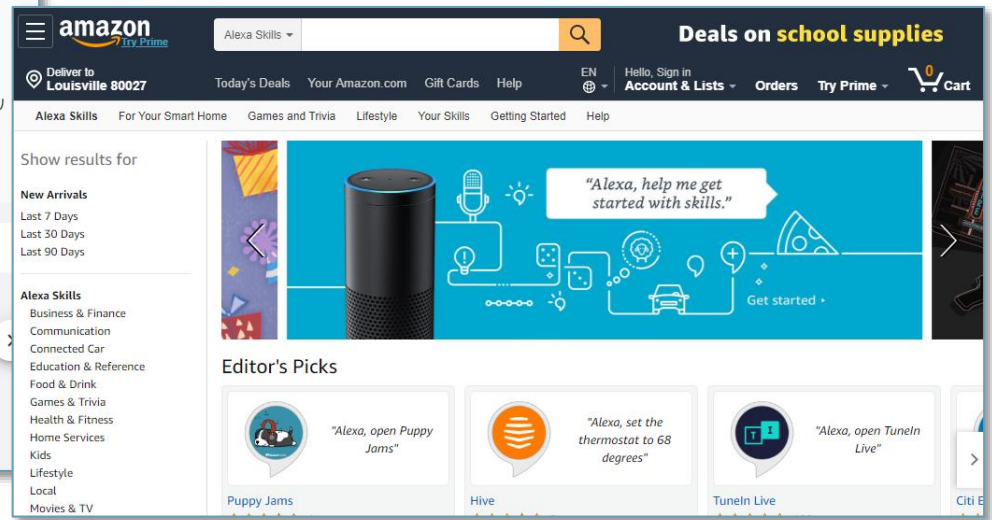 amazon
Try Prime
Alexa Skills
Deals on school supplies
Deliver to
Louisville 80027
Today's Deals Your Amazon.com Gift Cards Help
EN
Hello, Sign in
Account & Lists
Orders
Try Prime
0
Cart
Alexa Skills For Your Smart Home Games and Trivia Lifestyle Your Skills Getting Started Help
Show results for
New Arrivals
Last 7 Days
Last 30 Days
Last 90 Days
Alexa Skills
Business & Finance
Communication
Connected Car
Education & Reference
Food & Drink
Games & Trivia
Health & Fitness
Home Services
Kids
Lifestyle
Local
Movies & TV
"Alexa, help me get
started with skills."
Get started
Editor's Picks
"Alexa, open Puppy
Jams"
Puppy Jams
"Alexa, set the
thermostat to 68
degrees"
Hive
T I
"Alexa, open TuneIn
Live"
TuneIn Live
Citi E